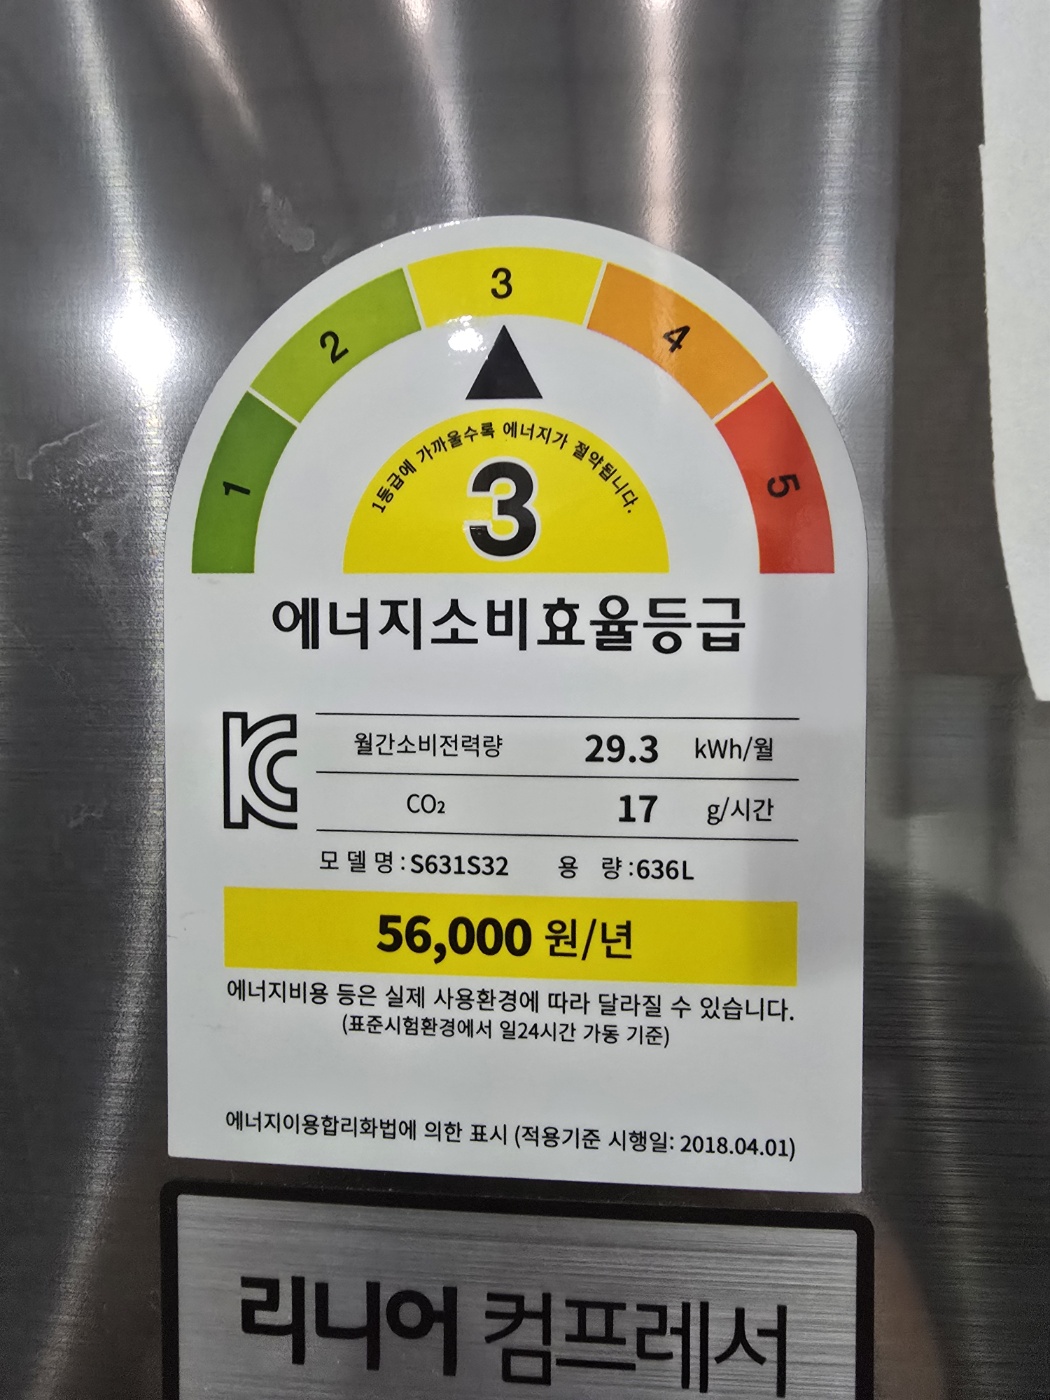 1 2 3 4 5
1등급에 가까울수록 에너지가 절약됩니다.
3
에너지소비효율등급
월간소비전력량 29.3 kWh/월
CO₂ 17 g/시간
모 델 명 : S631S32 용 량 : 636L
56,000 원/년
에너지비용 등은 실제 사용환경에 따라 달라질 수 있습니다.
(표준시험환경에서 일24시간 가동 기준)
에너지이용합리화법에 의한 표시 (적용기준 시행일: 2018.04.01)
리니어 컴프레서